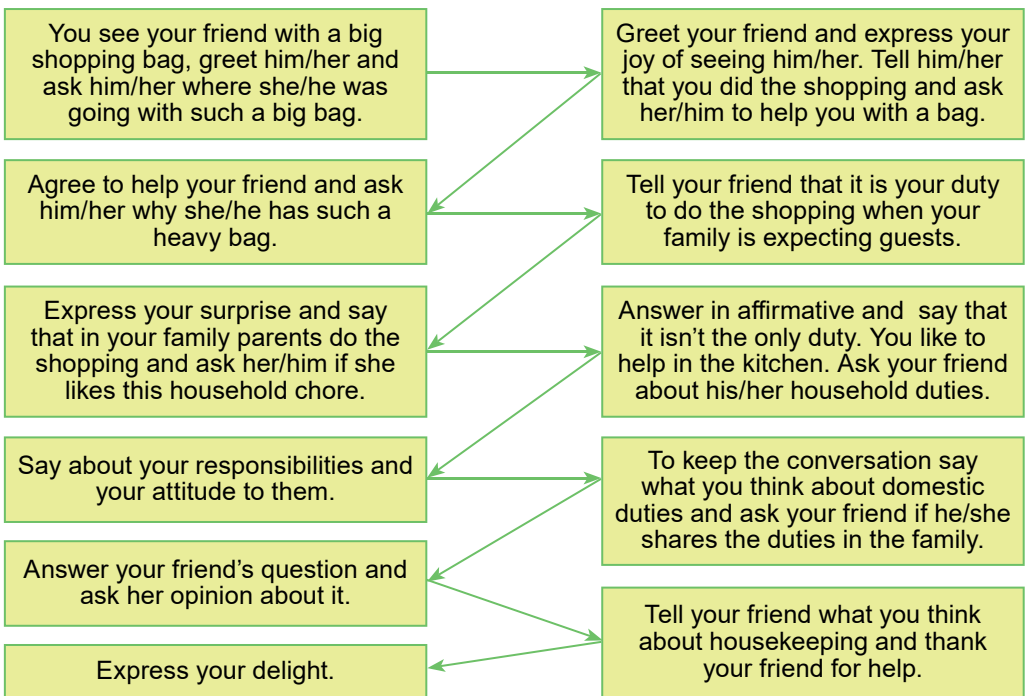 You see your friend with a big
shopping bag, greet him/her and
ask him/her where she/he was
going with such a big bag.
Greet your friend and express your
joy of seeing him/her. Tell him/her
that you did the shopping and ask
her/him to help you with a bag.
Agree to help your friend and ask
him/her why she/he has such a
heavy bag.
Tell your friend that it is your duty
to do the shopping when your
family is expecting guests.
Express your surprise and say
that in your family parents do the
shopping and ask her/him if she
likes this household chore.
Answer in affirmative and say that
it isn't the only duty. You like to
help in the kitchen. Ask your friend
about his/her household duties.
Say about your responsibilities and
your attitude to them.
To keep the conversation say
what you think about domestic
duties and ask your friend if he/she
shares the duties in the family.
Answer your friend's question and
ask her opinion about it.
Tell your friend what you think
about housekeeping and thank
your friend for help.
Express your delight.